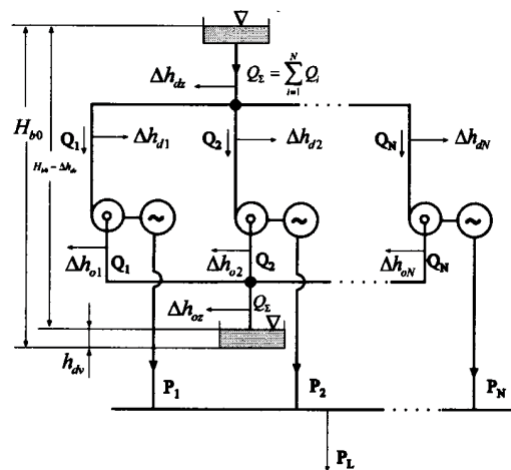 Δh_dz
Q_Σ = \sum_{i=1}^{N} Q_i
H_b0
Q_1
Δh_d1
Q_2
Δh_d2
Q_N
Δh_dN
H_b0 - Δh_dv
~
~
~
Δh_o1
Q_1
Δh_o2
Q_2
Δh_oN
Q_N
Δh_oz
Q_Σ
h_dv
P_1
P_2
P_N
P_L